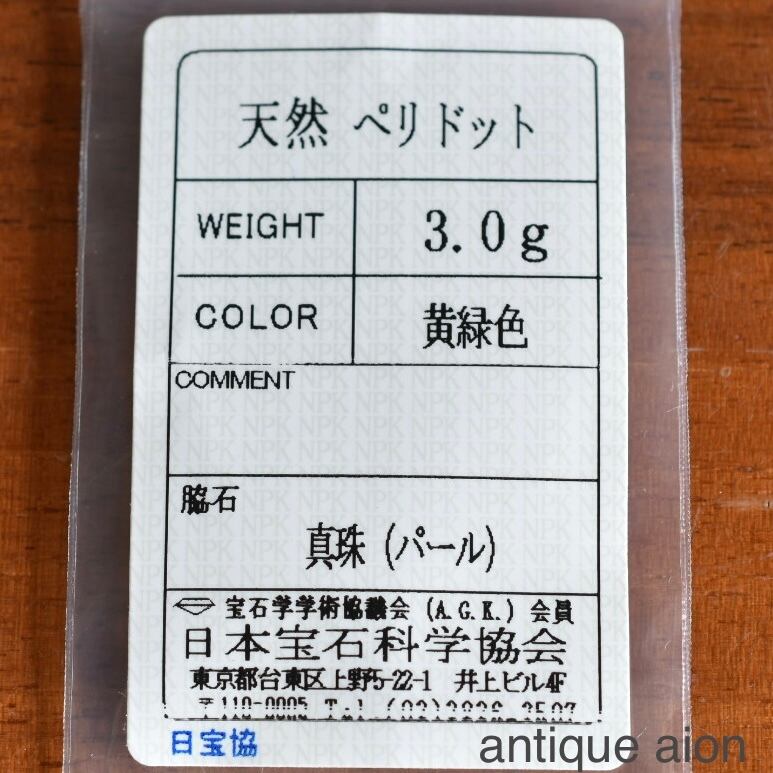 天然 ペリドット
WEIGHT 3.0g
COLOR 黄緑色
COMMENT
脇石
真珠 (パール)
宝石学学術協議会 (A.G.K.) 会員
日本宝石科学協会
東京都台東区上野5-22-1 井上ビル4F
〒110-0005
日宝協
antique aion